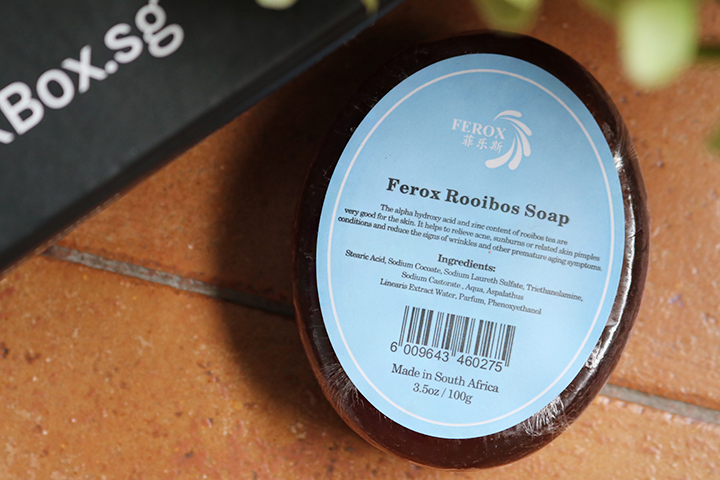 Box.sg
FEROX
菲乐斯
Ferox Rooibos Soap
The alpha hydroxy acid and zinc content of rooibos tea are
very good for the skin. It helps to relieve acne, sunburns or related skin pimples
conditions and reduce the signs of wrinkles and other premature aging symptoms.
Ingredients:
Stearic Acid, Sodium Cocoate, Sodium Laureth Sulfate, Triethanolamine,
Sodium Castorate , Aqua, Aspalathus
Linearis Extract Water, Parfum, Phenoxyethanol
6 009643 460275
Made in South Africa
3.5oz / 100g